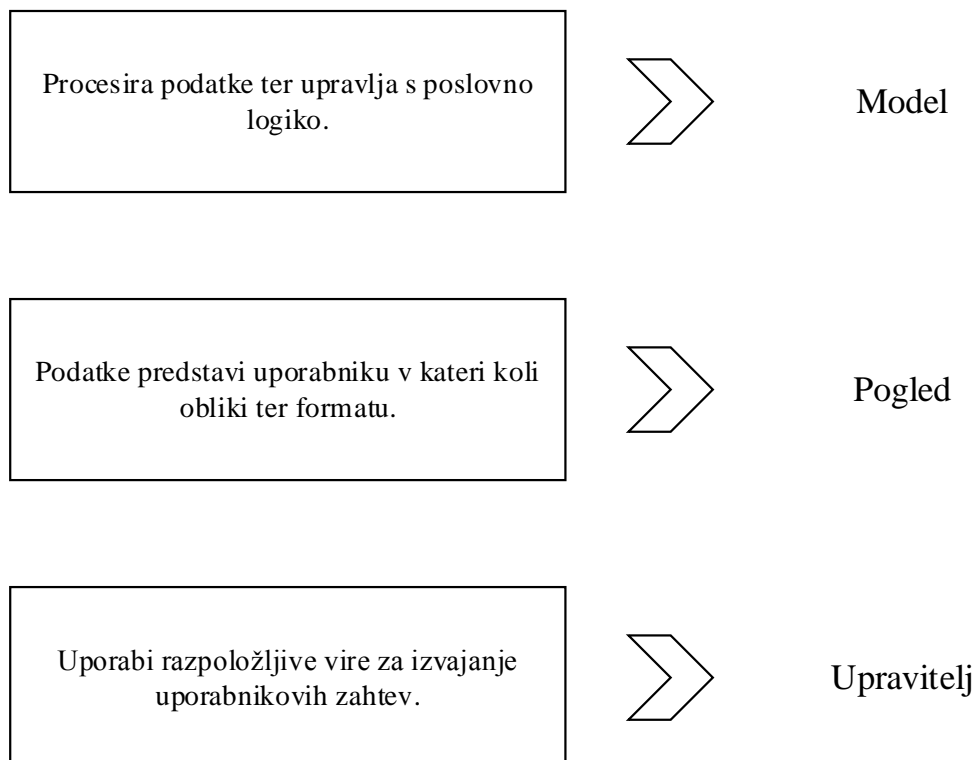 Procesira podatke ter upravlja s poslovno
logiko.
Model
Podatke predstavi uporabniku v kateri koli
obliki ter formatu.
Pogled
Uporabi razpoložljive vire za izvajanje
uporabnikovih zahtev.
Upravitelj